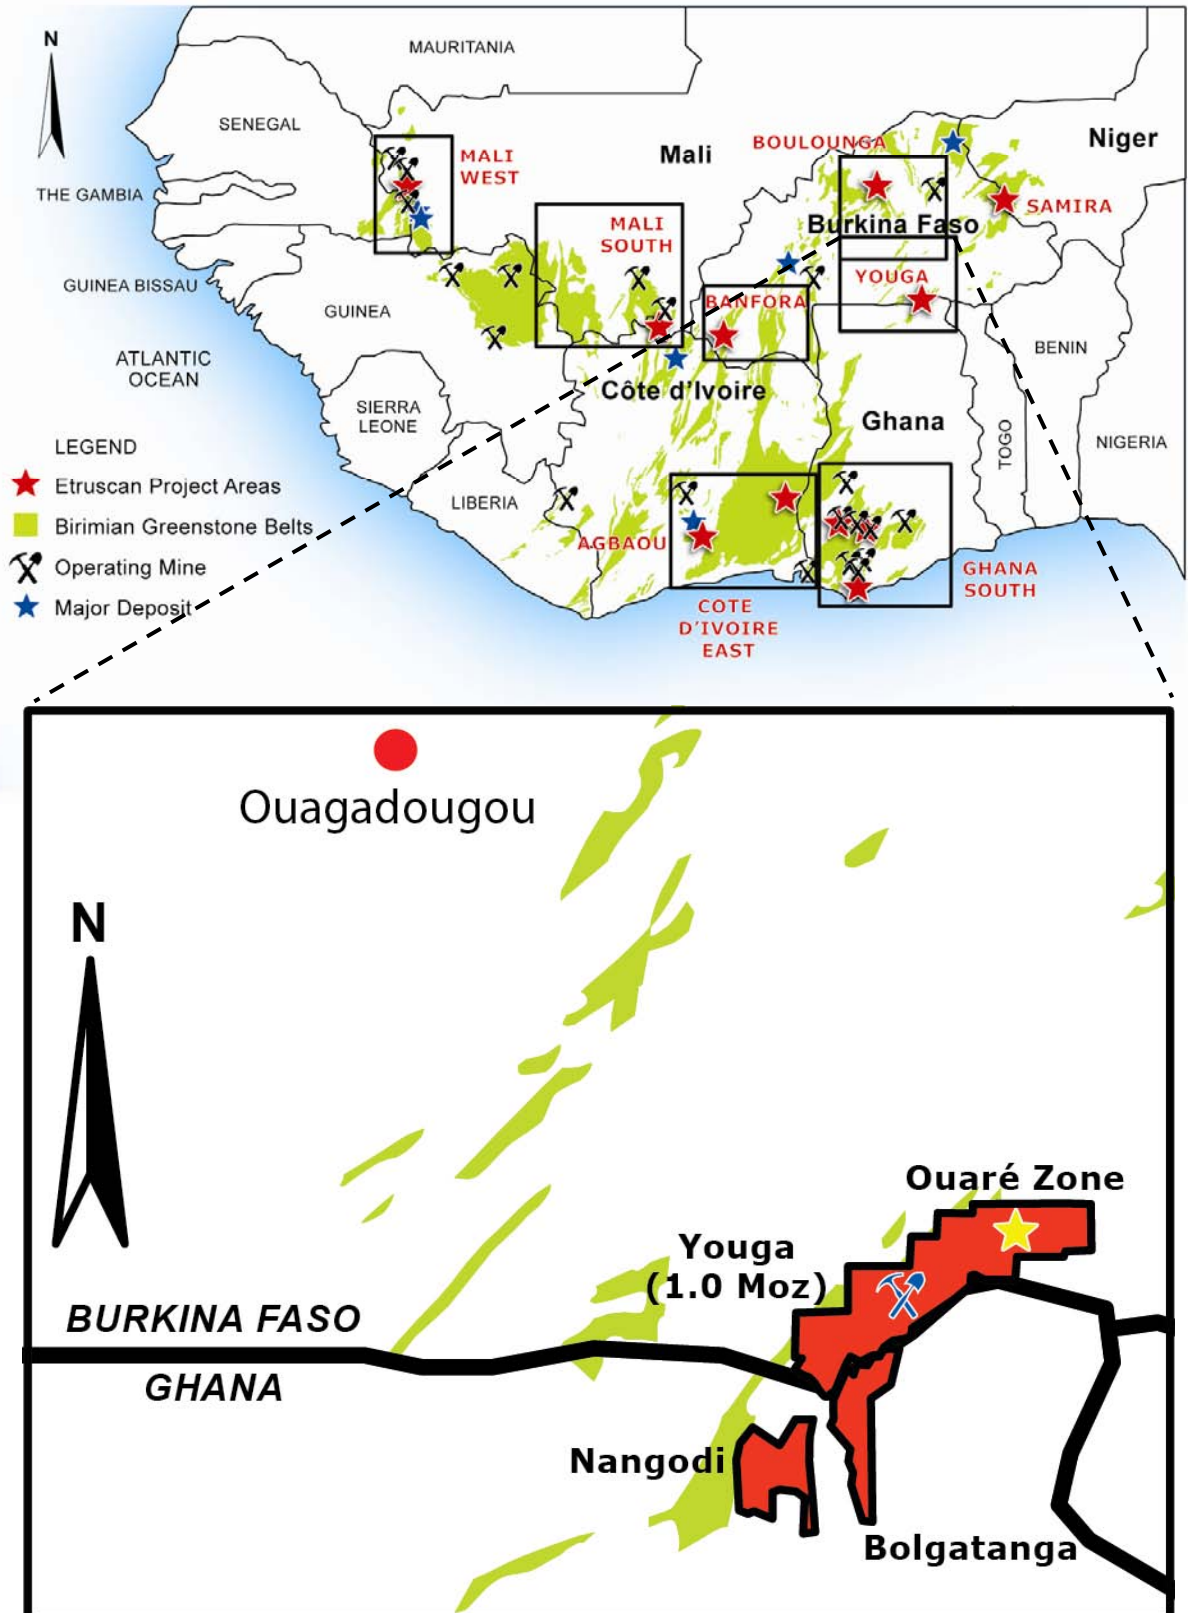 N
MAURITANIA
SENEGAL
MALI
WEST
Mali
BOULOUNGA
Niger
THE GAMBIA
MALI
SOUTH
Burkina Faso
SAMIRA
GUINEA BISSAU
GUINEA
BANFORA
YOUGA
ATLANTIC
OCEAN
BENIN
Côte d'Ivoire
SIERRA
LEONE
Ghana
TOGO
NIGERIA
LEGEND
Etruscan Project Areas
LIBERIA
Birimian Greenstone Belts
AGBAOU
Operating Mine
GHANA
SOUTH
Major Deposit
COTE
D'IVOIRE
EAST
Ouagadougou
N
Ouaré Zone
Youga
(1.0 Moz)
BURKINA FASO
GHANA
Nangodi
Bolgatanga